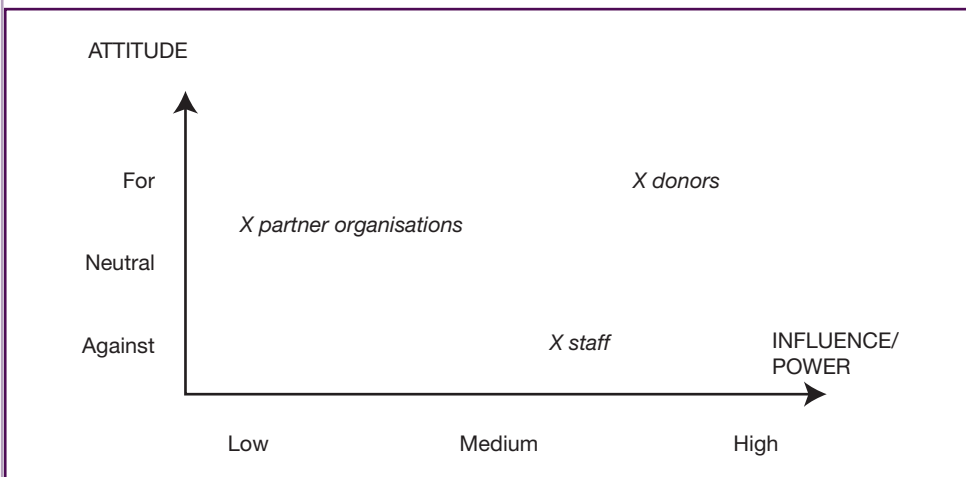 ATTITUDE
For
X donors
X partner organisations
Neutral
Against
X staff
INFLUENCE/
POWER
Low
Medium
High